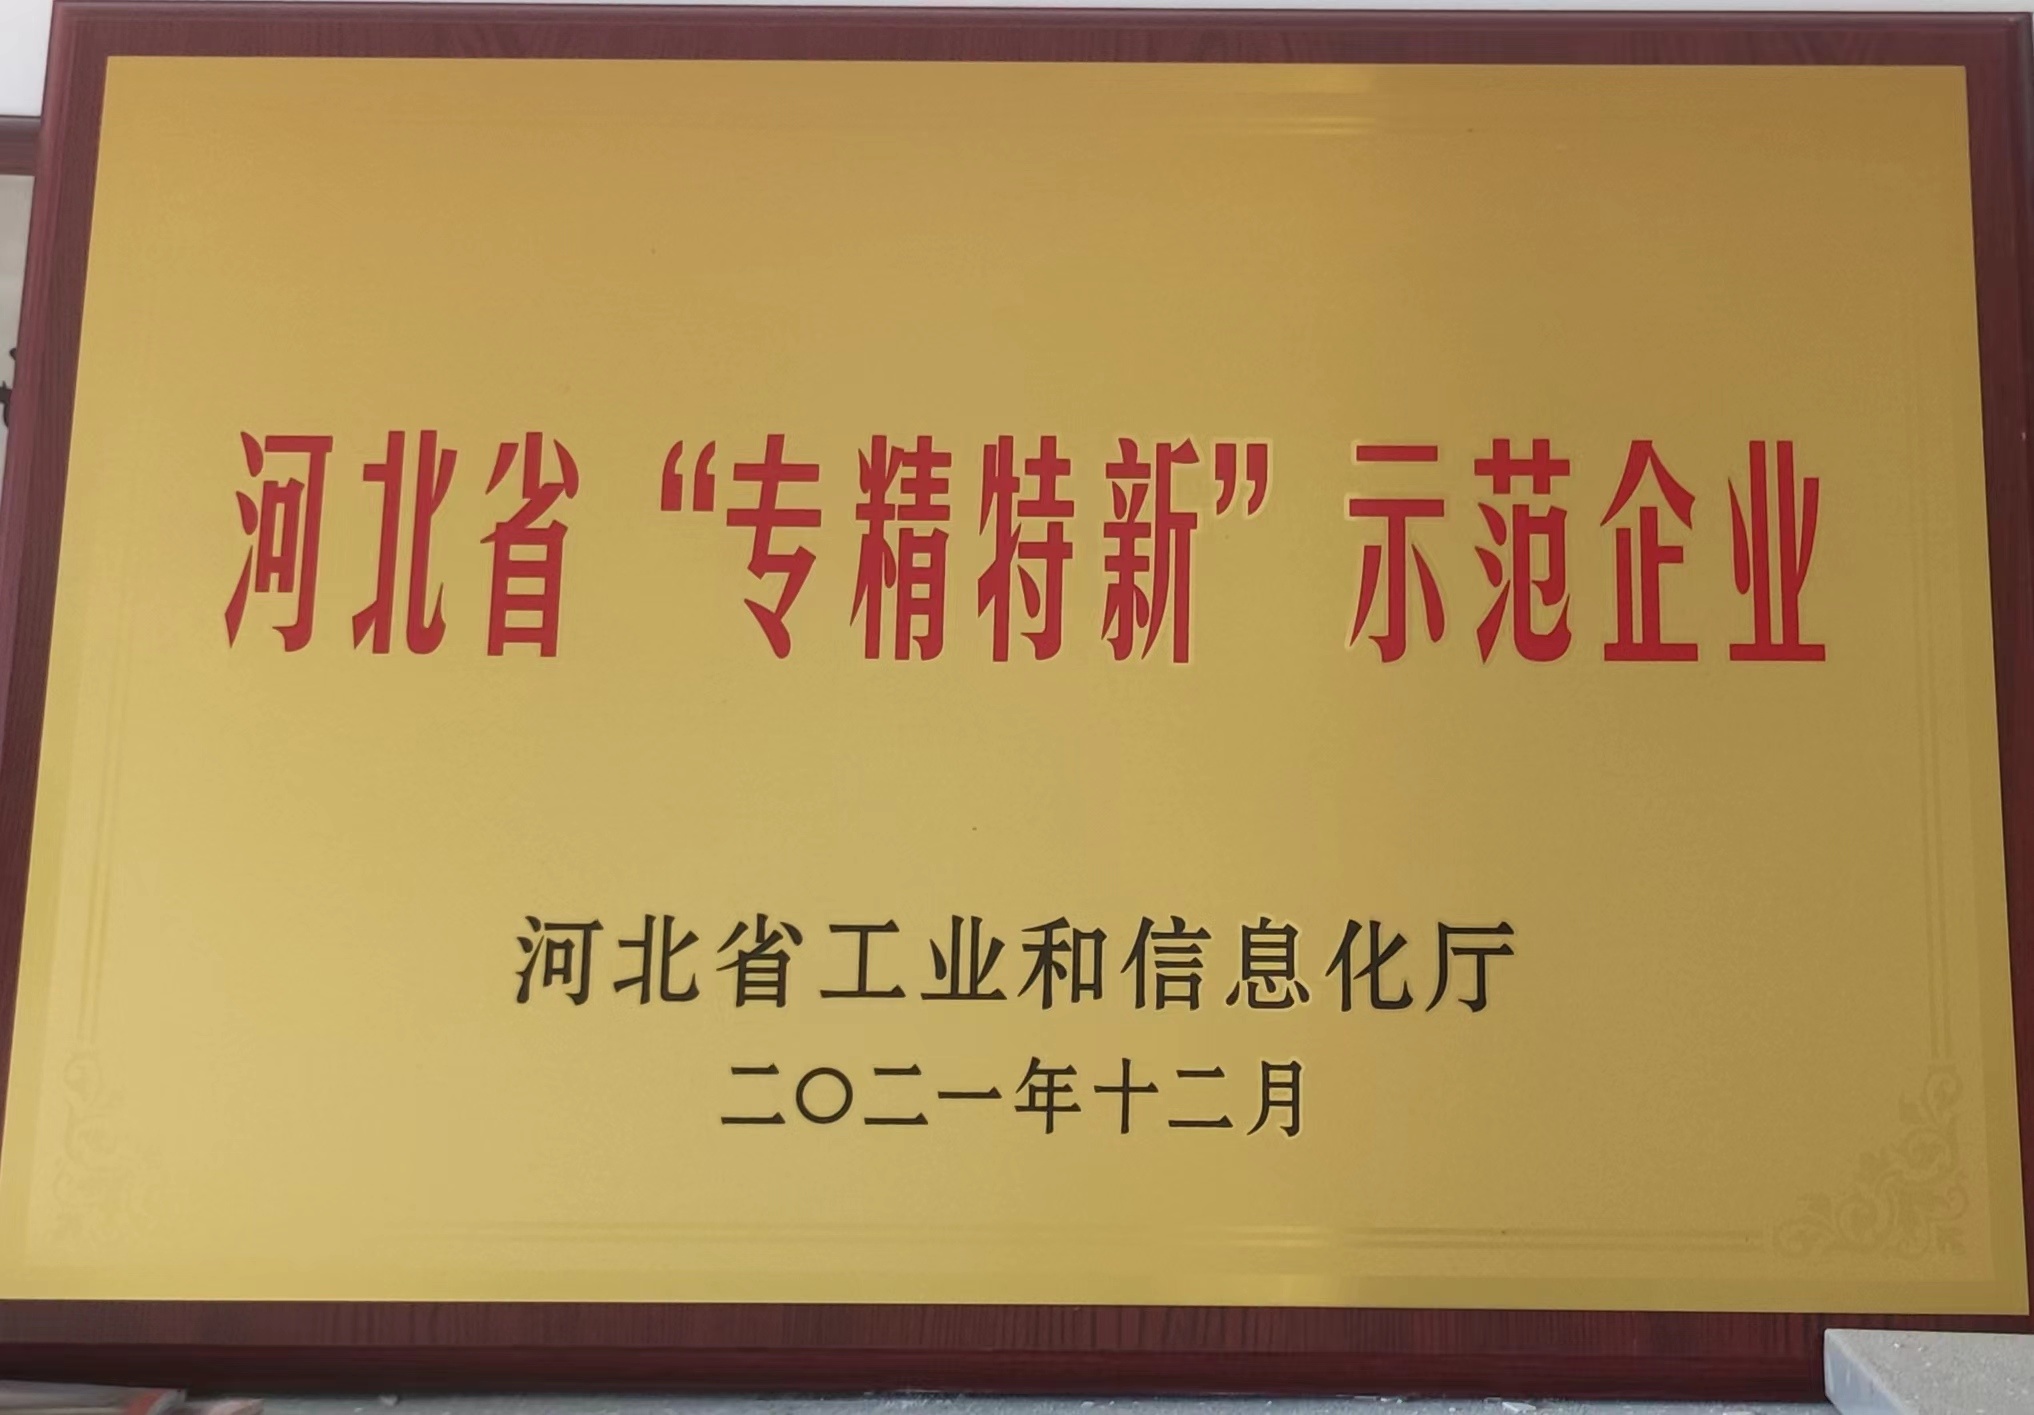 河北省“专精特新”示范企业
河北省工业和信息化厅
二〇二一年十二月